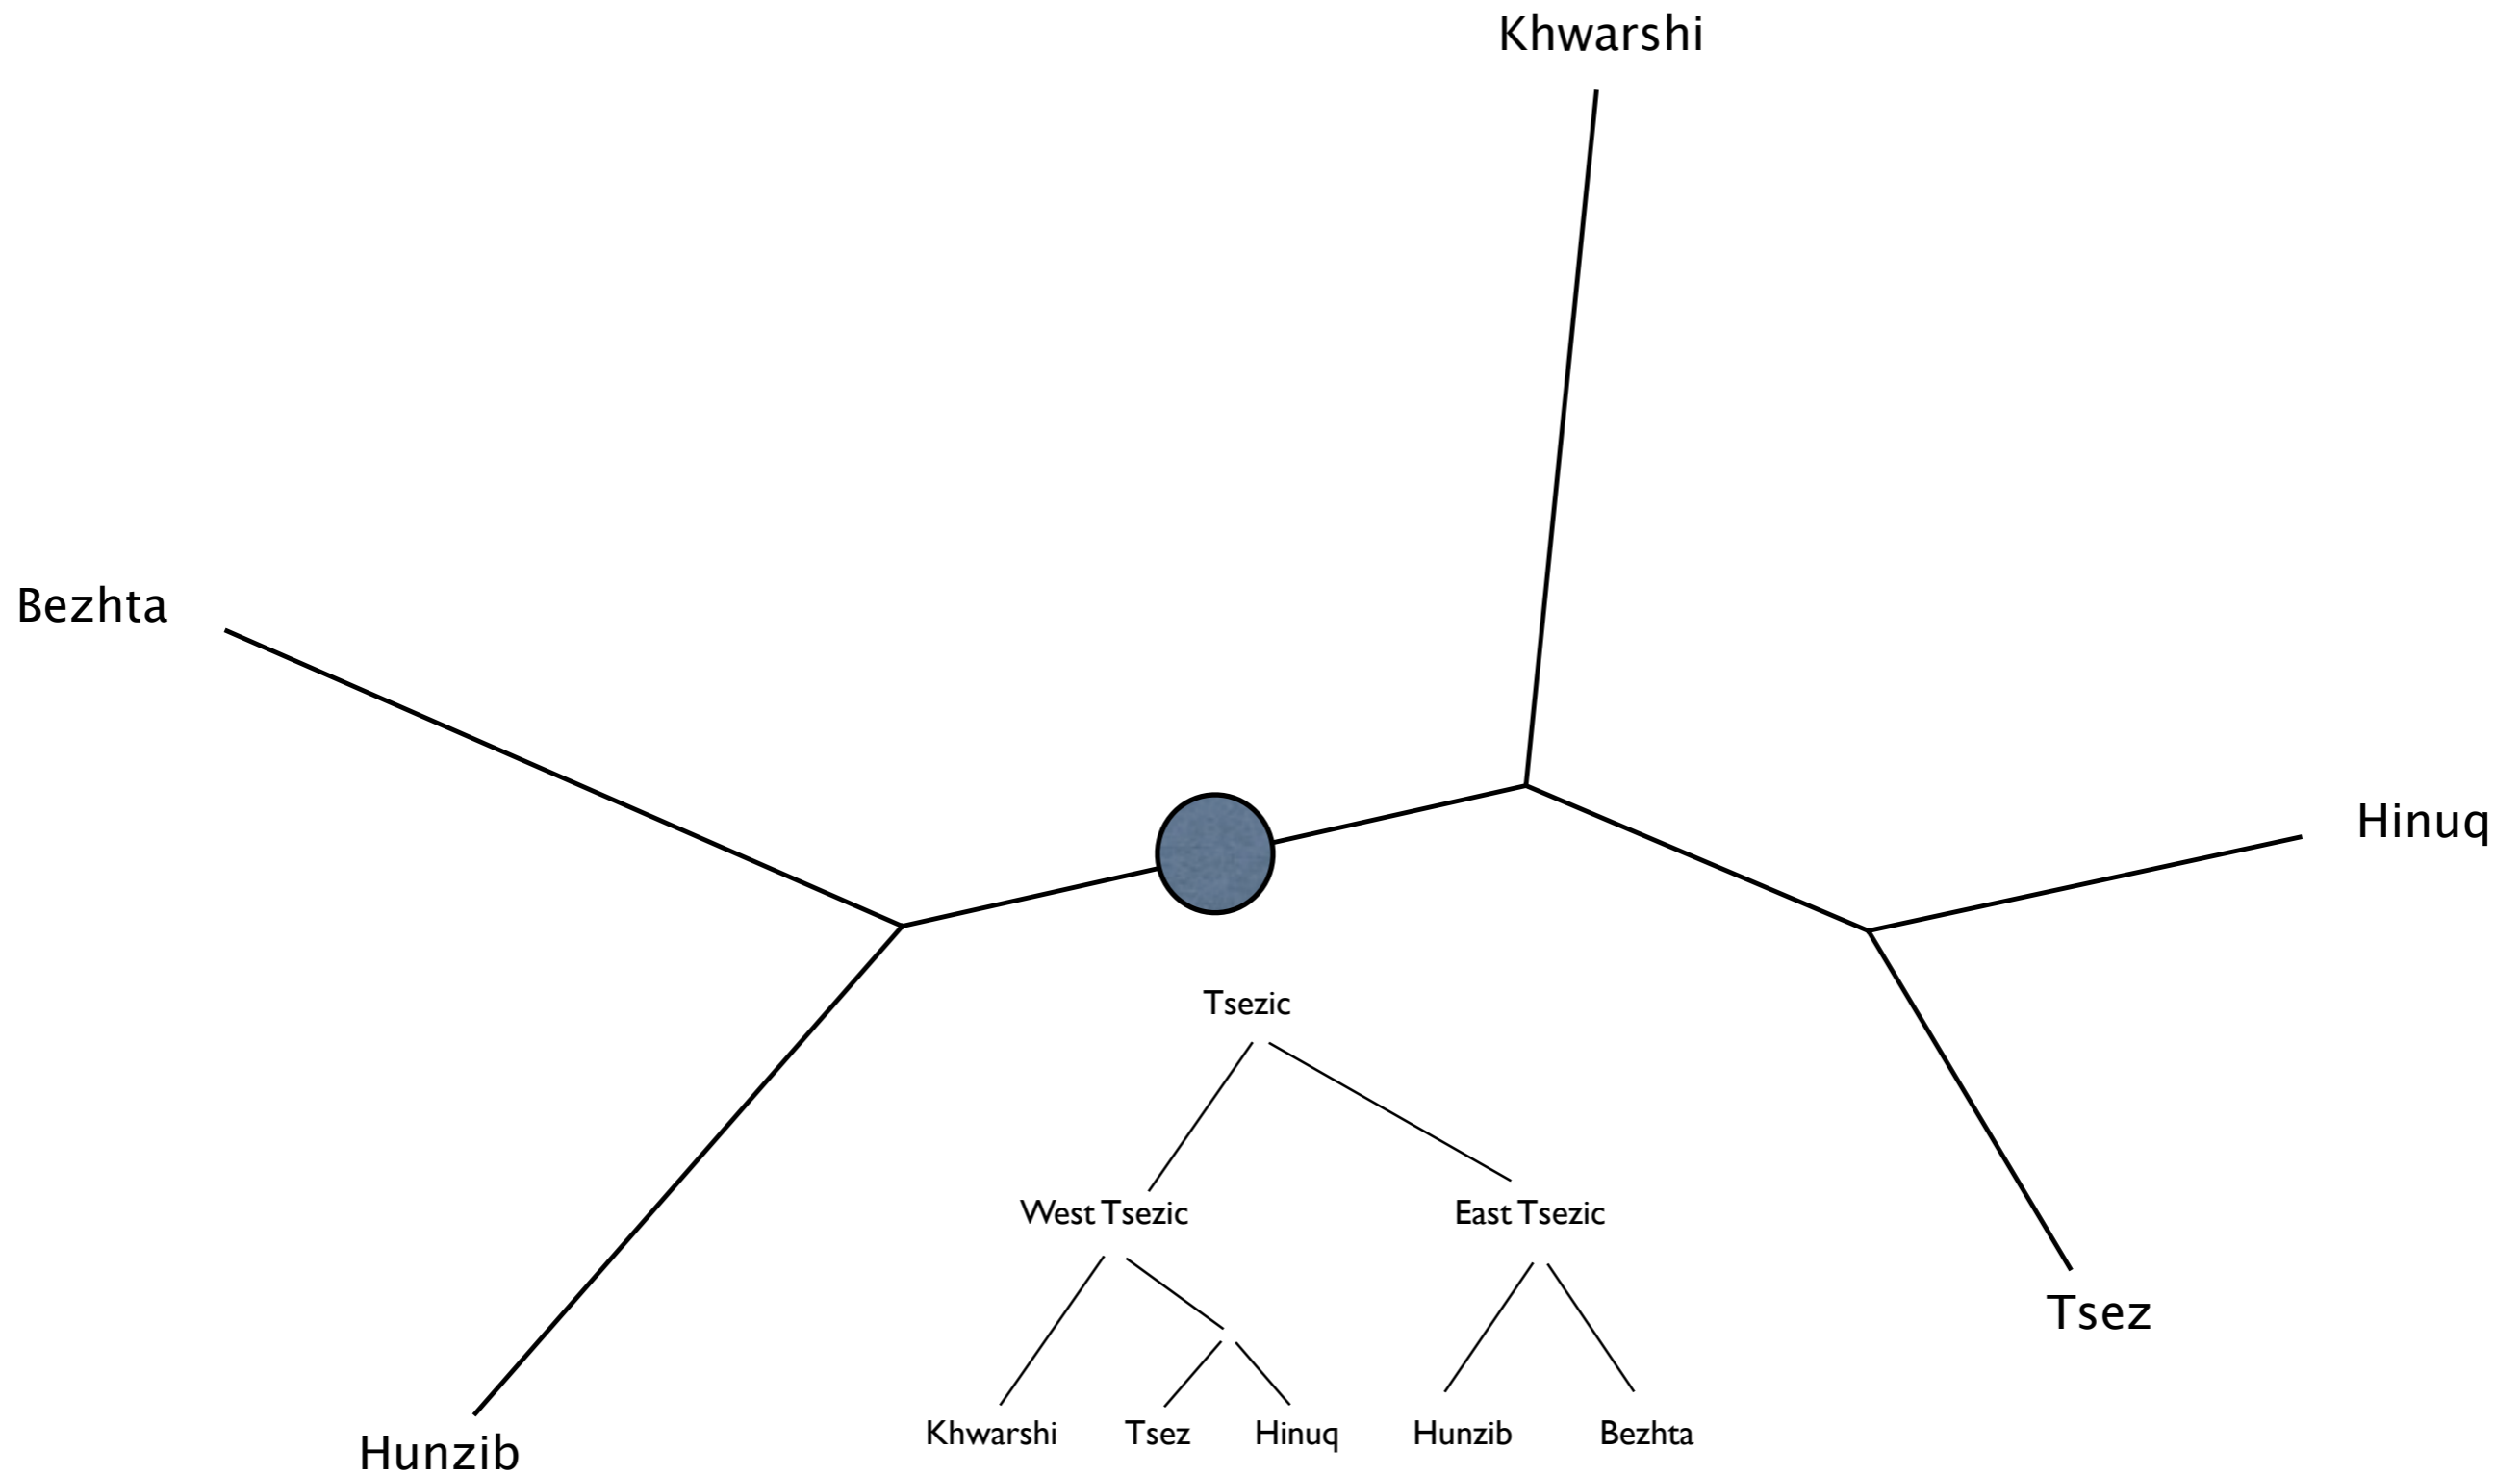 Khwarshi
Bezhta
Hinuq
Tsezic
West Tsezic
East Tsezic
Tsez
Khwarshi
Tsez
Hinuq
Hunzib
Bezhta
Hunzib